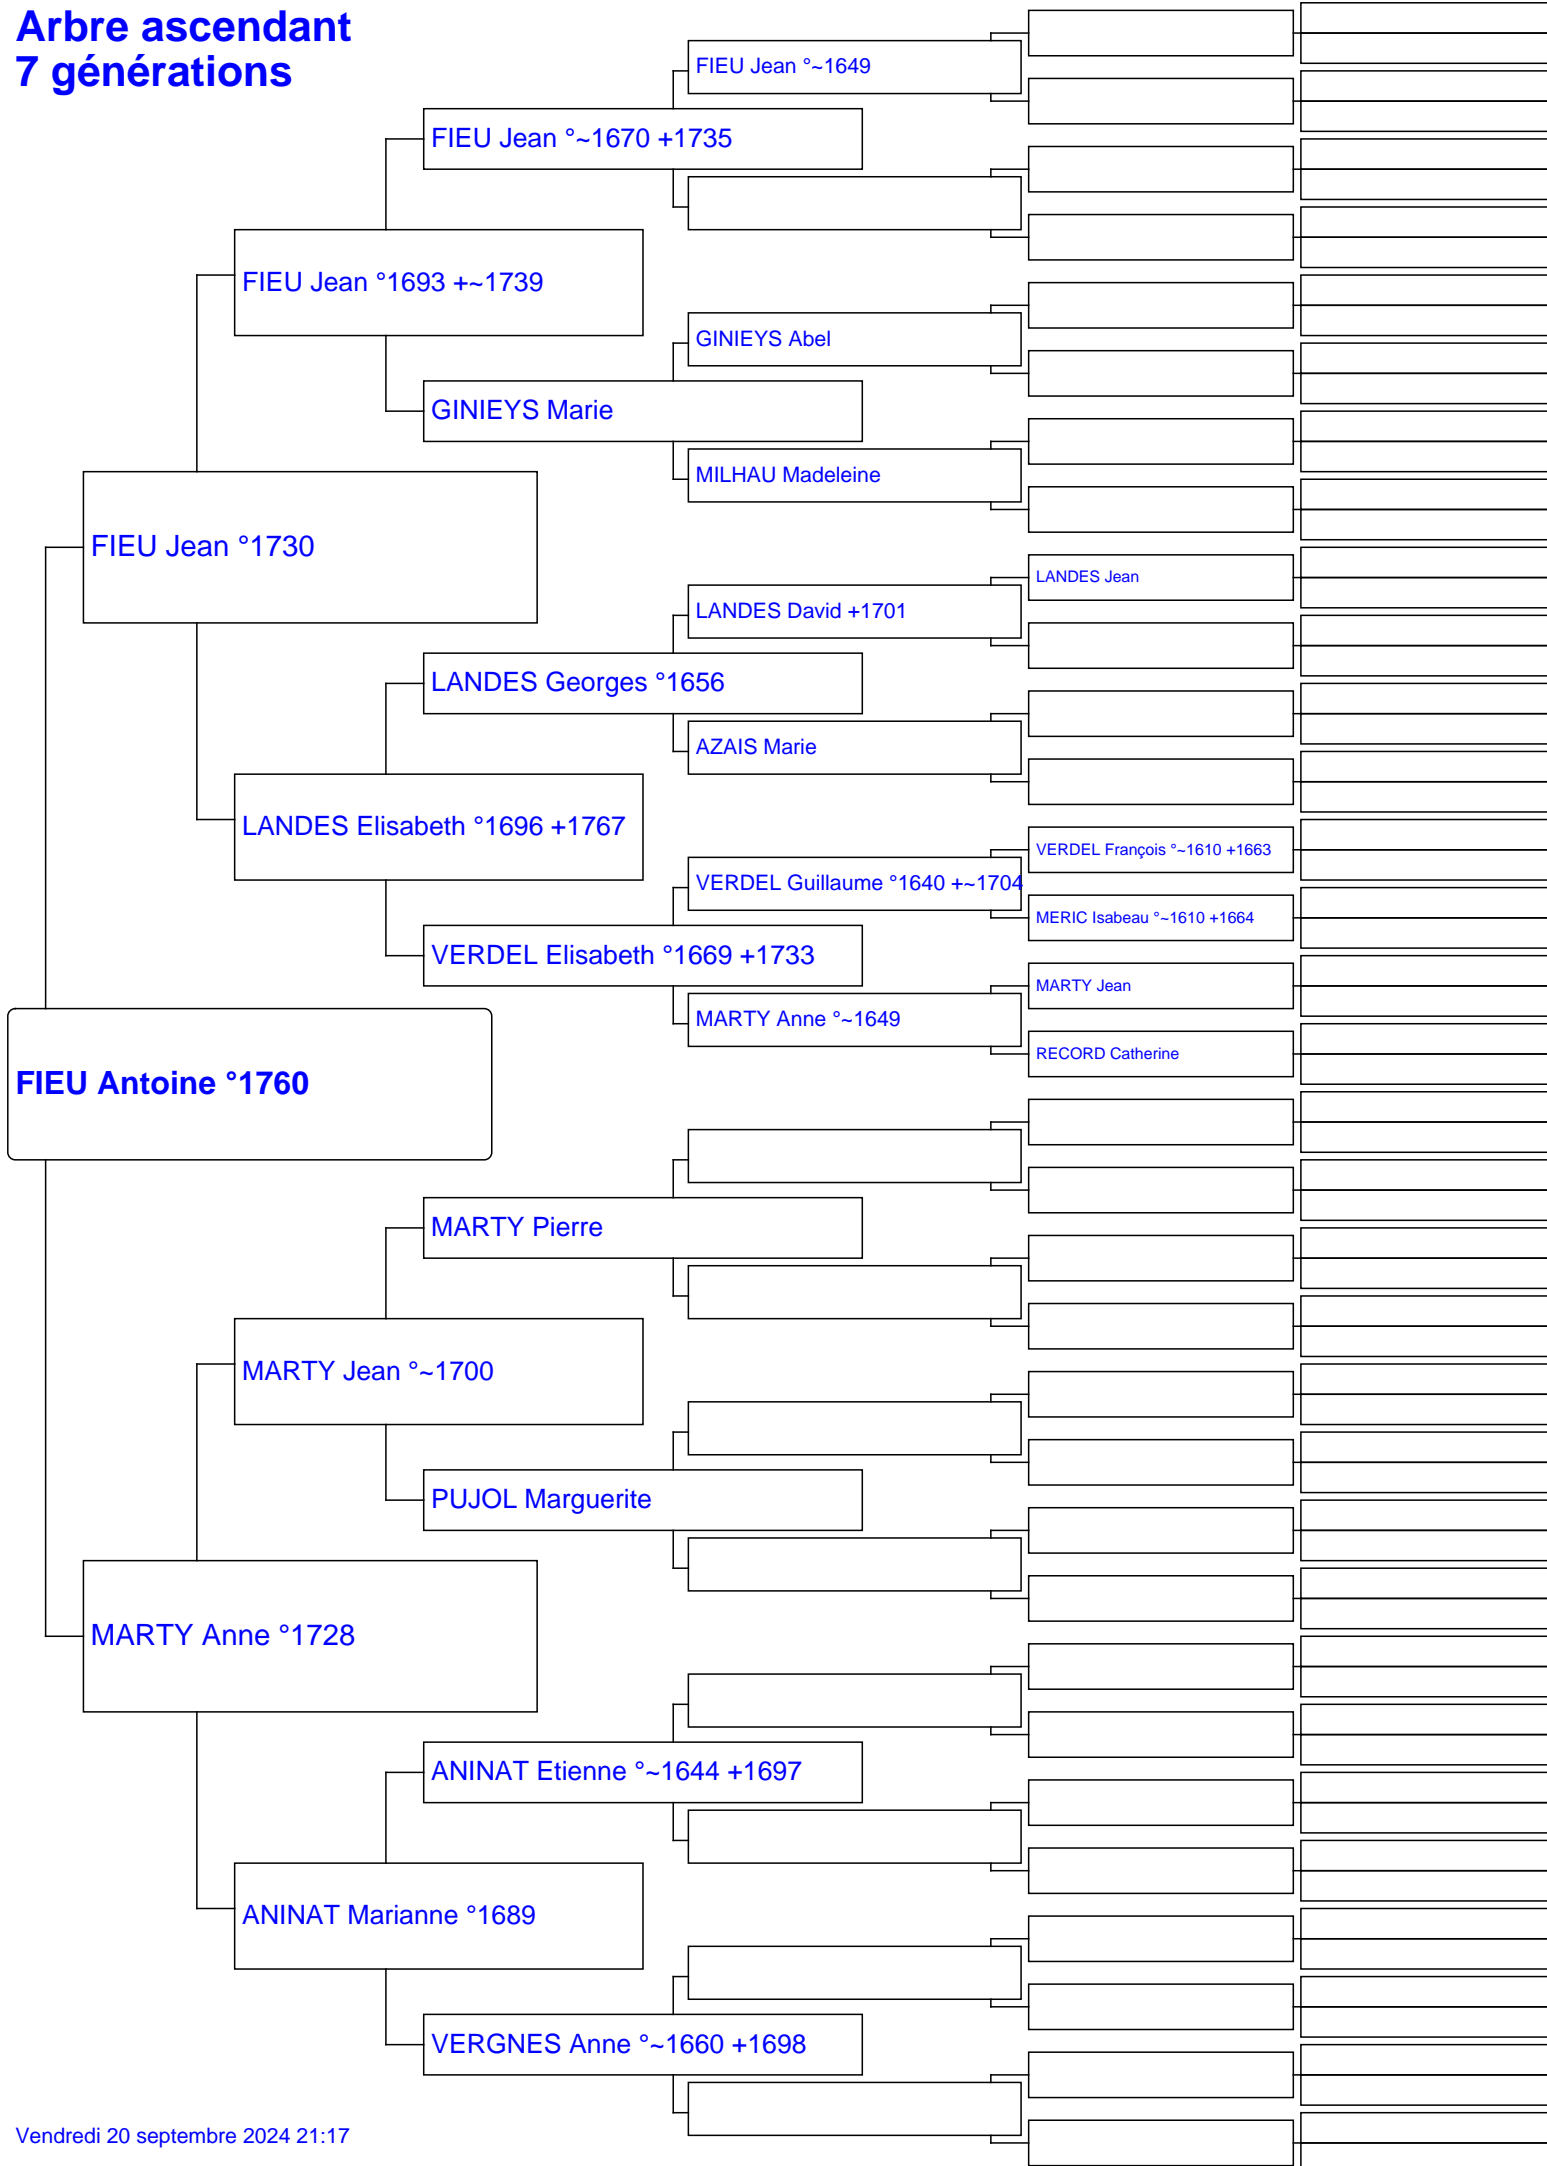 Arbre ascendant
7 générations
FIEU Jean °~1649
FIEU Jean °~1670 +1735
FIEU Jean °1693 +~1739
GINIEYS Abel
GINIEYS Marie
MILHAU Madeleine
FIEU Jean °1730
LANDES Jean
LANDES David +1701
LANDES Georges °1656
AZAIS Marie
LANDES Elisabeth °1696 +1767
VERDEL François °~1610 +1663
VERDEL Guillaume °1640 +~1704
MERIC Isabeau °~1610 +1664
VERDEL Elisabeth °1669 +1733
MARTY Jean
MARTY Anne °~1649
RECORD Catherine
FIEU Antoine °1760
MARTY Pierre
MARTY Jean °~1700
PUJOL Marguerite
MARTY Anne °1728
ANINAT Etienne °~1644 +1697
ANINAT Marianne °1689
VERGNES Anne °~1660 +1698
Vendredi 20 septembre 2024 21:17